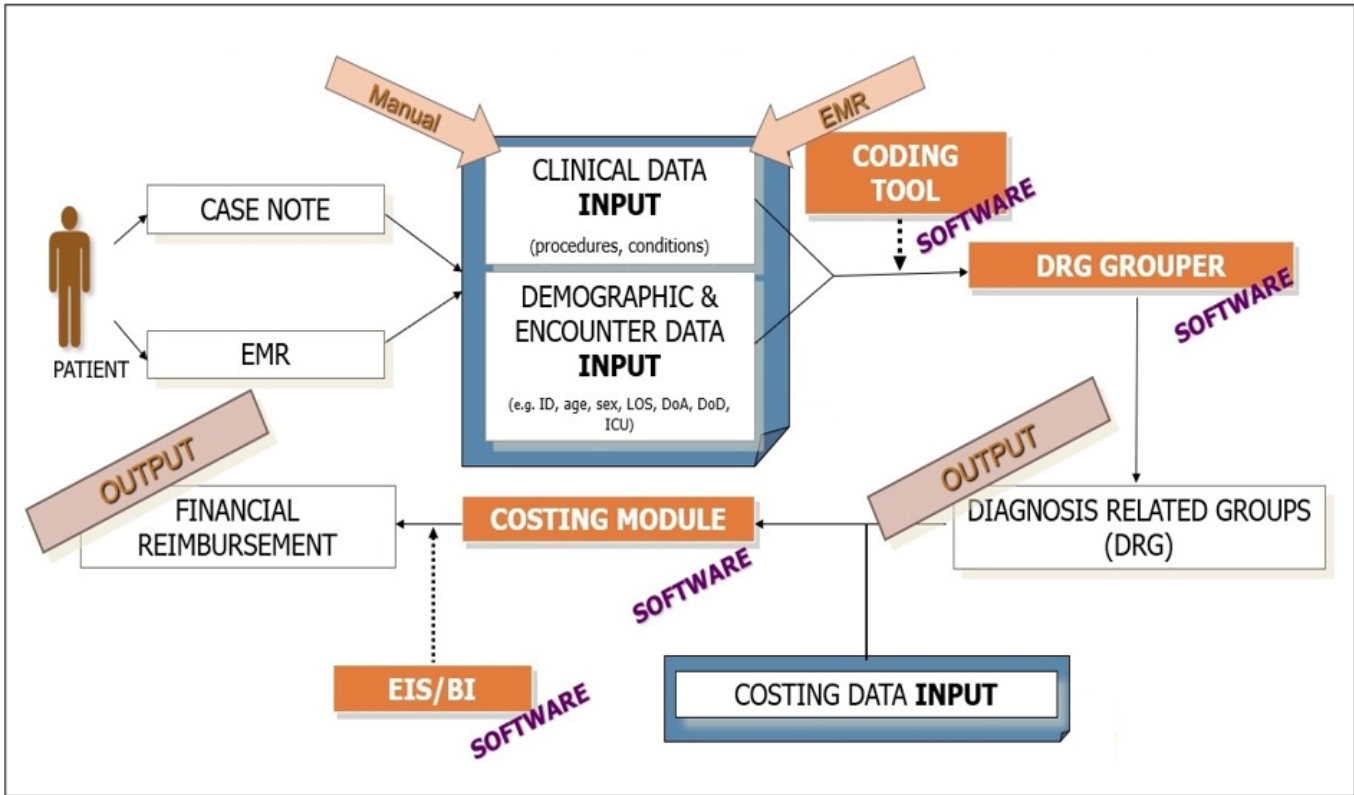 Manual
EMR
CLINICAL DATA
INPUT
(procedures, conditions)
CODING
TOOL
SOFTWARE
CASE NOTE
DRG GROUPER
SOFTWARE
DEMOGRAPHIC &
ENCOUNTER DATA
INPUT
(e.g. ID, age, sex, LOS, DoA, DoD,
ICU)
EMR
PATIENT
OUTPUT
FINANCIAL
REIMBURSEMENT
COSTING MODULE
SOFTWARE
OUTPUT
DIAGNOSIS RELATED GROUPS
(DRG)
EIS/BI
SOFTWARE
COSTING DATA INPUT